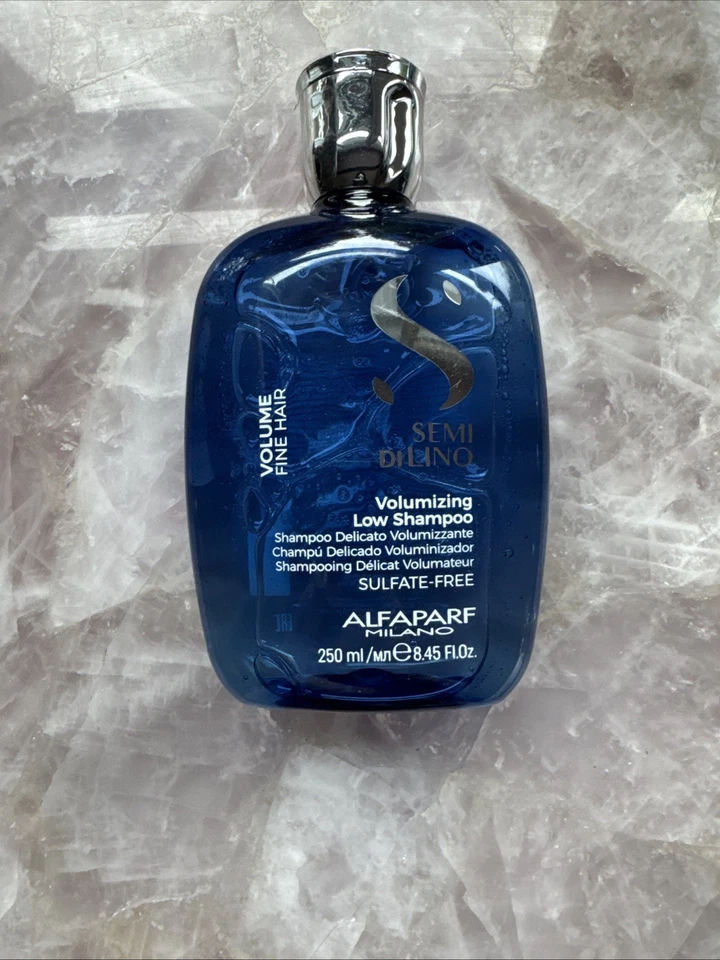 VOLUME
FINE HAIR
SEMI
DI LINO
Volumizing
Low Shampoo
Shampoo Delicato Volumizzante
Champú Delicado Voluminizador
Shampooing Délicat Volumateur
SULFATE-FREE
ALFAPARF
MILANO
250 ml /мл℮8.45 Fl.Oz.